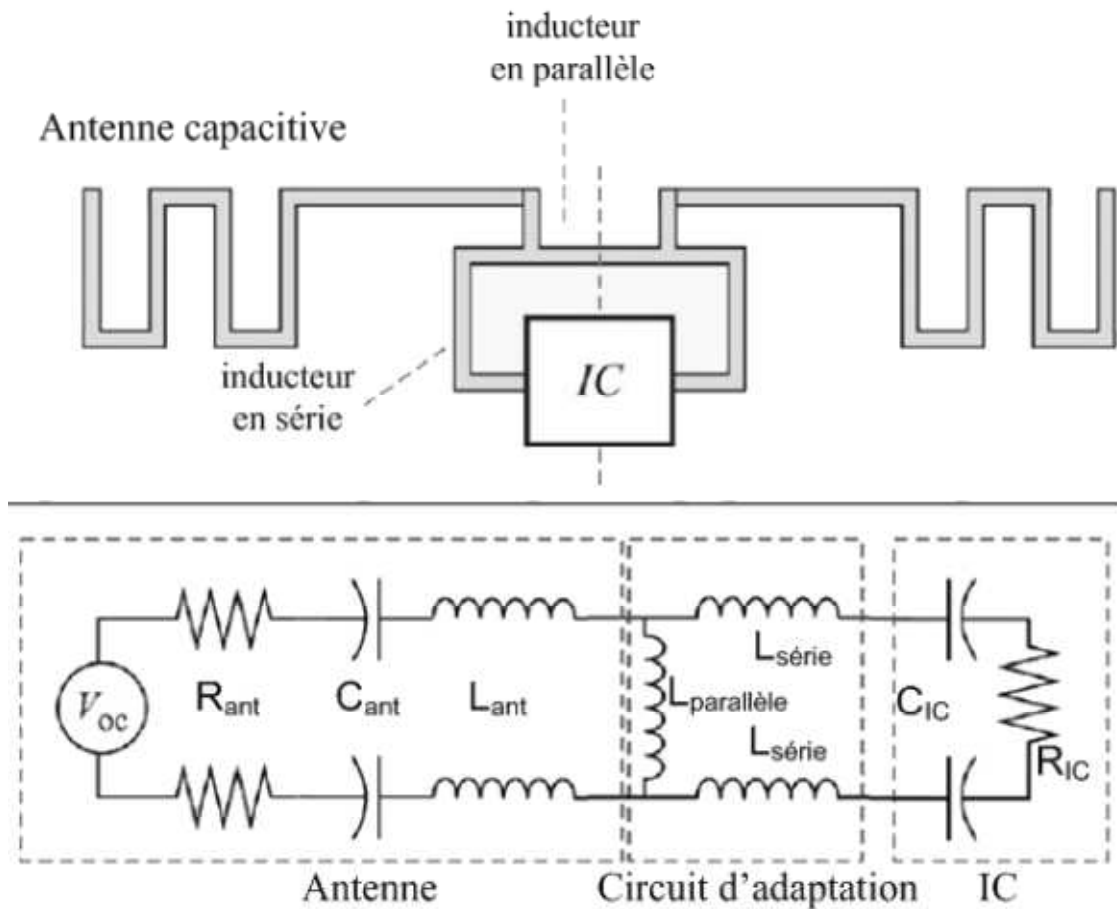 inducteur
en parallèle
Antenne capacitive
inducteur
en série
IC
Lsérie
Voc
Rant
Cant
Lant
Lparallèle
CIC
Lsérie
RIC
Antenne
Circuit d'adaptation
IC